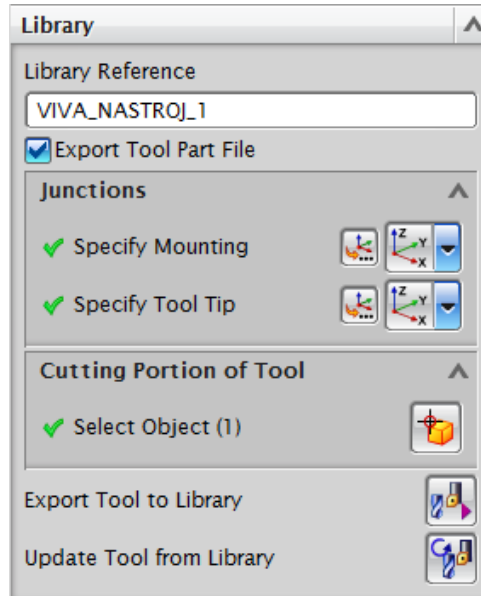 Library
Library Reference
VIVA_NASTROJ_1
Export Tool Part File
Junctions
Specify Mounting
Z
Y
X
Specify Tool Tip
Z
Y
X
Cutting Portion of Tool
Select Object (1)
Export Tool to Library
Update Tool from Library